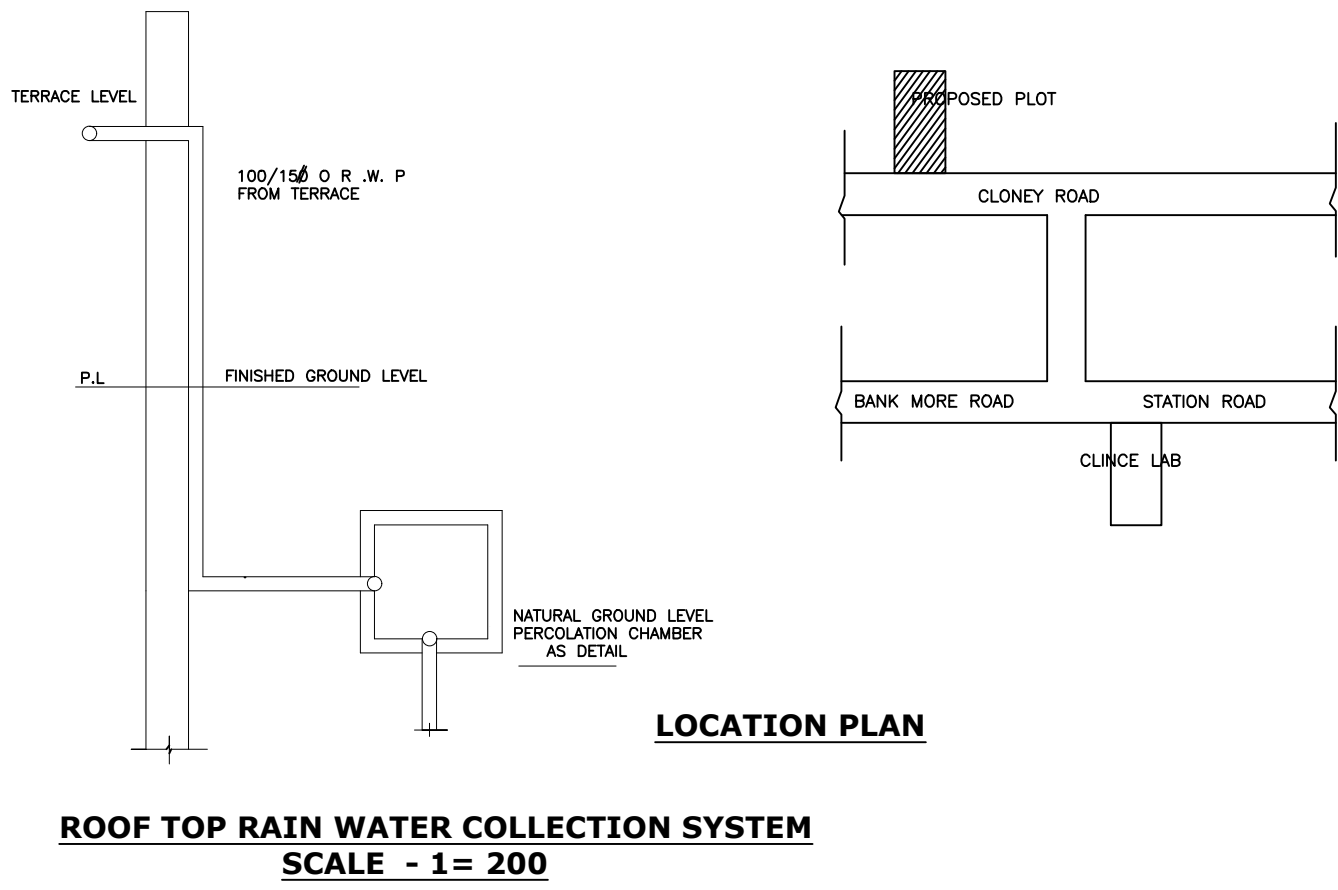 TERRACE LEVEL
100/150 O R .W. P
FROM TERRACE
P.L
FINISHED GROUND LEVEL
NATURAL GROUND LEVEL
PERCOLATION CHAMBER
AS DETAIL
PROPOSED PLOT
CLONEY ROAD
BANK MORE ROAD
STATION ROAD
CLINCE LAB
LOCATION PLAN
ROOF TOP RAIN WATER COLLECTION SYSTEM
SCALE - 1= 200